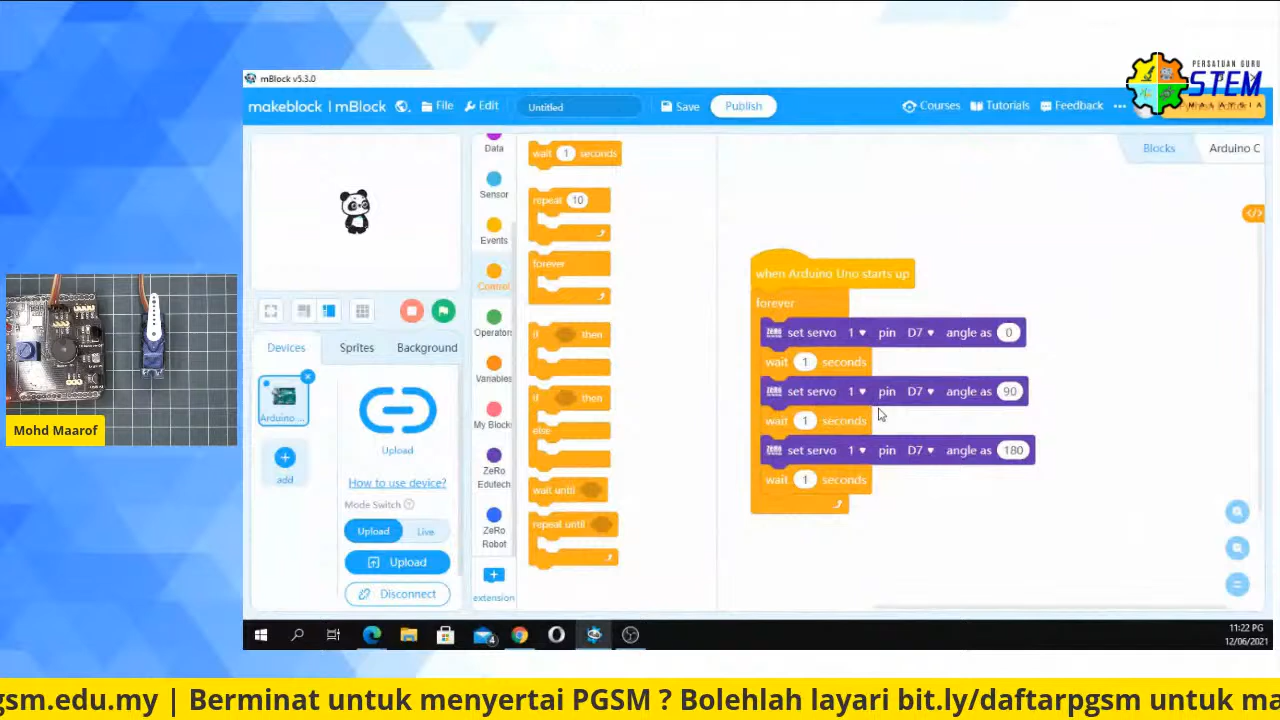 PERSATUAN GURU
STEM
MALAYSIA
mBlock v5.3.0
makeblock | mBlock
File
Edit
Untitled
Save
Publish
Courses
Tutorials
Feedback
Blocks
Arduino C
Data
Sensor
Events
Control
Operators
Variables
My Blocks
ZeRo
Edutech
ZeRo
Robot
extension
wait 1 seconds
repeat 10
forever
if then
if then
else
wait until
repeat until
when Arduino Uno starts up
forever
set servo 1 pin D7 angle as 0
wait 1 seconds
set servo 1 pin D7 angle as 90
wait 1 seconds
set servo 1 pin D7 angle as 180
wait 1 seconds
Devices
Sprites
Background
Arduino ...
add
Upload
How to use device?
Mode Switch
Upload
Live
Upload
Disconnect
Mohd Maarof
4
11:22 PG
12/06/2021
gsm.edu.my | Berminat untuk menyertai PGSM ? Bolehlah layari bit.ly/daftarpgsm untuk ma